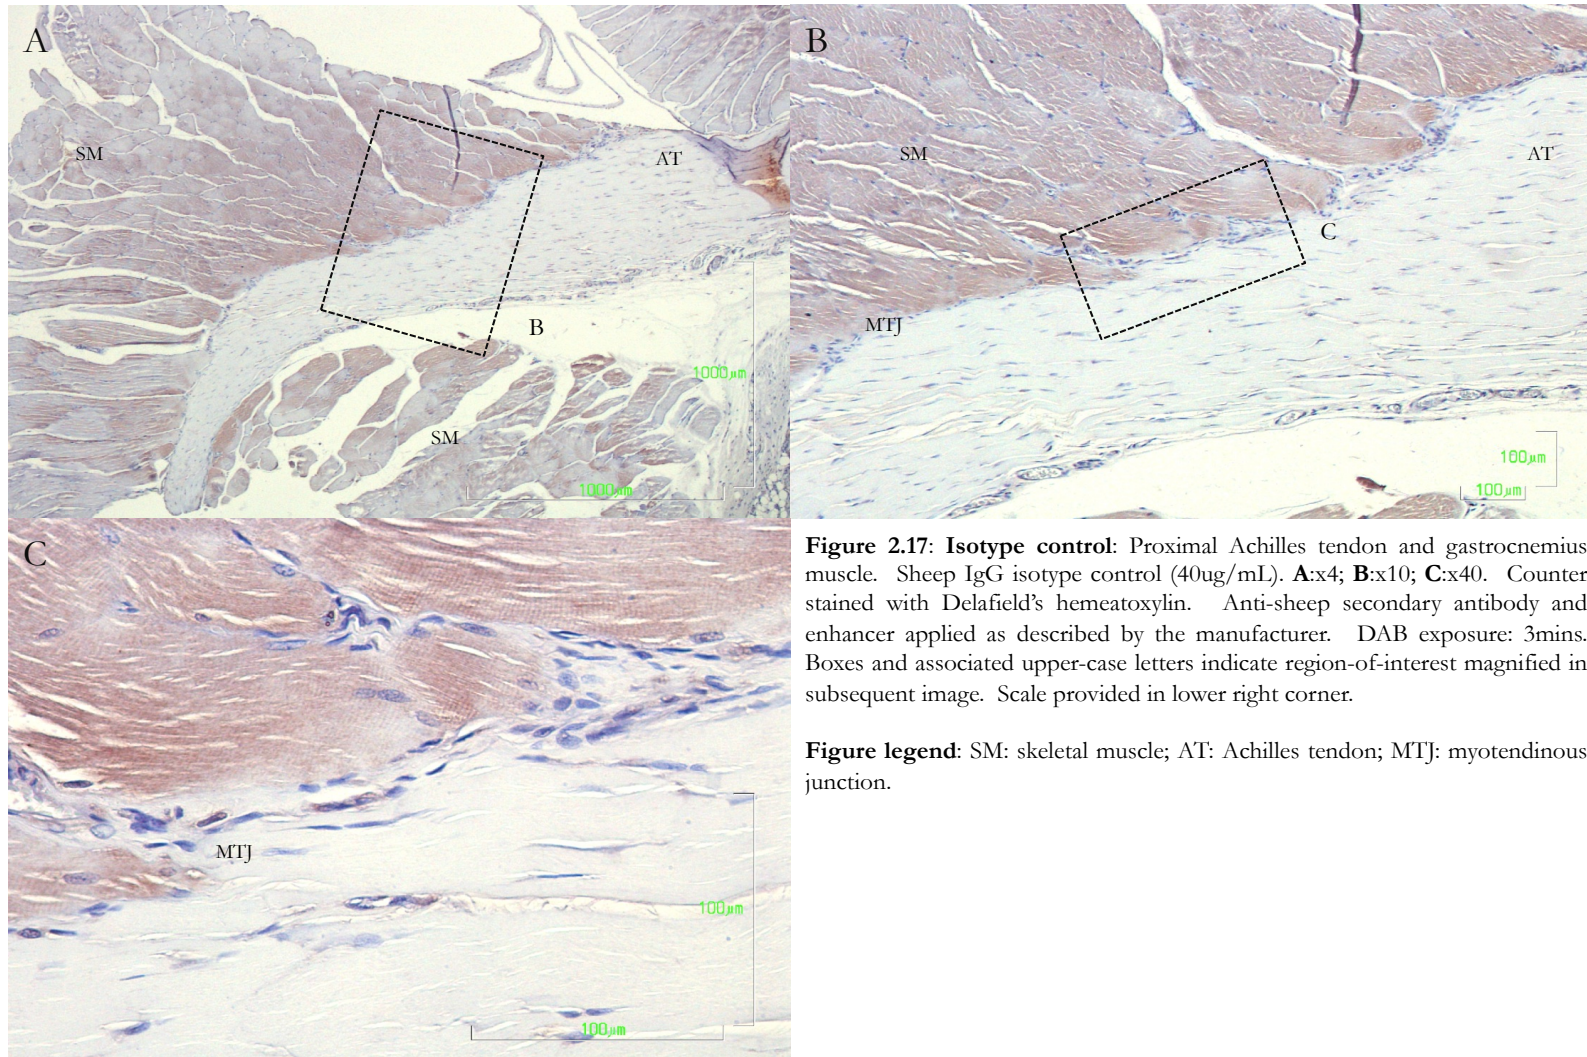 A
SM
AT
B
SM
1000µm
1000µm
B
SM
AT
C
MTJ
100µm
100µm
C
MTJ
100µm
100µm
Figure 2.17: Isotype control: Proximal Achilles tendon and gastrocnemius
muscle. Sheep IgG isotype control (40ug/mL). A:x4; B:x10; C:x40. Counter
stained with Delafield’s hemeatoxylin. Anti-sheep secondary antibody and
enhancer applied as described by the manufacturer. DAB exposure: 3mins.
Boxes and associated upper-case letters indicate region-of-interest magnified in
subsequent image. Scale provided in lower right corner.
Figure legend: SM: skeletal muscle; AT: Achilles tendon; MTJ: myotendinous
junction.